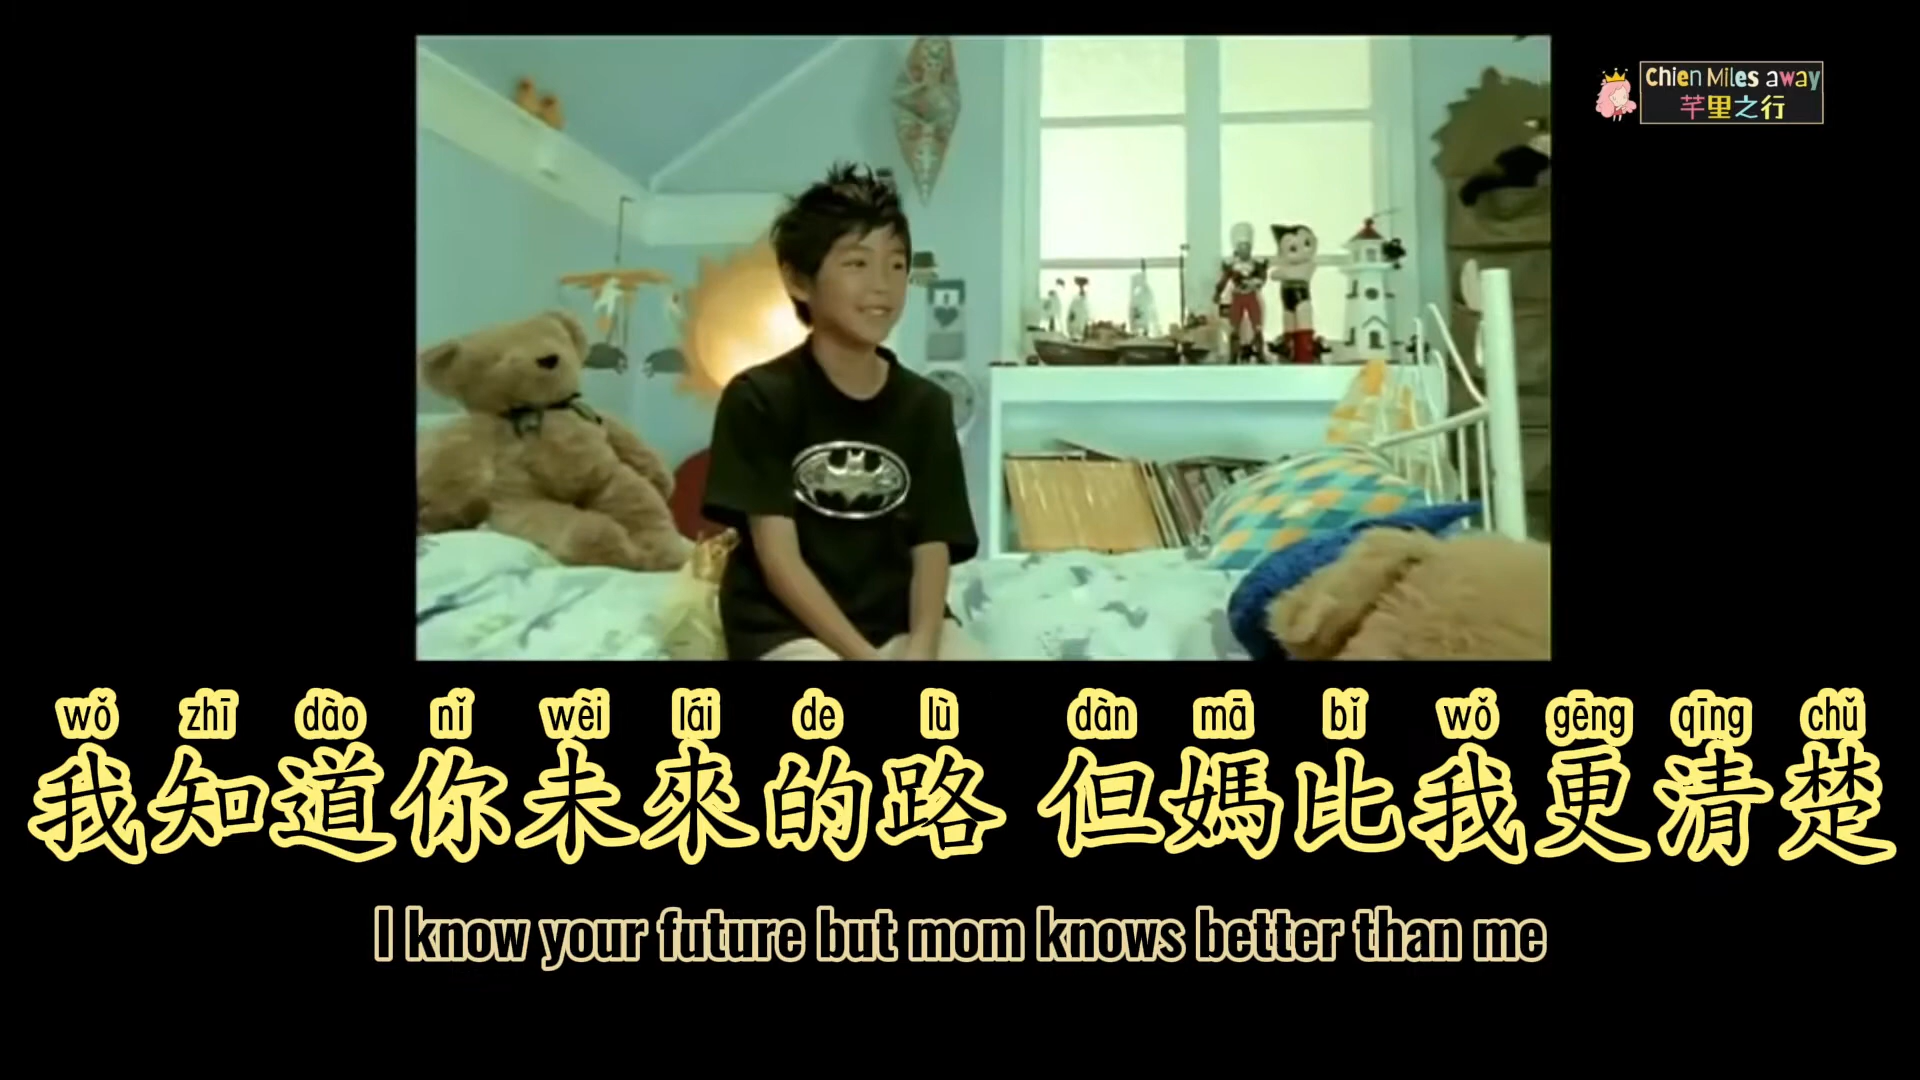 Chien Miles away
芊里之行
wǒ zhī dào nǐ wèi lái de lù dàn mā bǐ wǒ gēng qīng chǔ
我知道你未來的路 但媽比我更清楚
I know your future but mom knows better than me